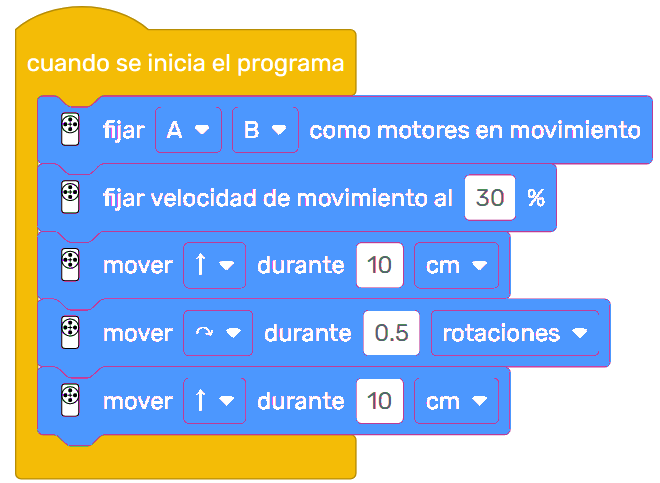 cuando se inicia el programa
fijar A B como motores en movimiento
fijar velocidad de movimiento al 30 %
mover ↑ durante 10 cm
mover ↷ durante 0.5 rotaciones
mover ↑ durante 10 cm